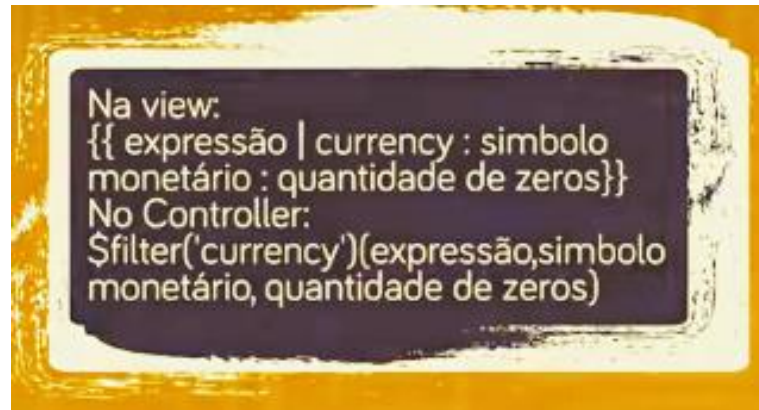 Na view:
{{ expressão | currency : simbolo
monetário : quantidade de zeros}}
No Controller:
$filter('currency')(expressão,simbolo
monetário, quantidade de zeros)